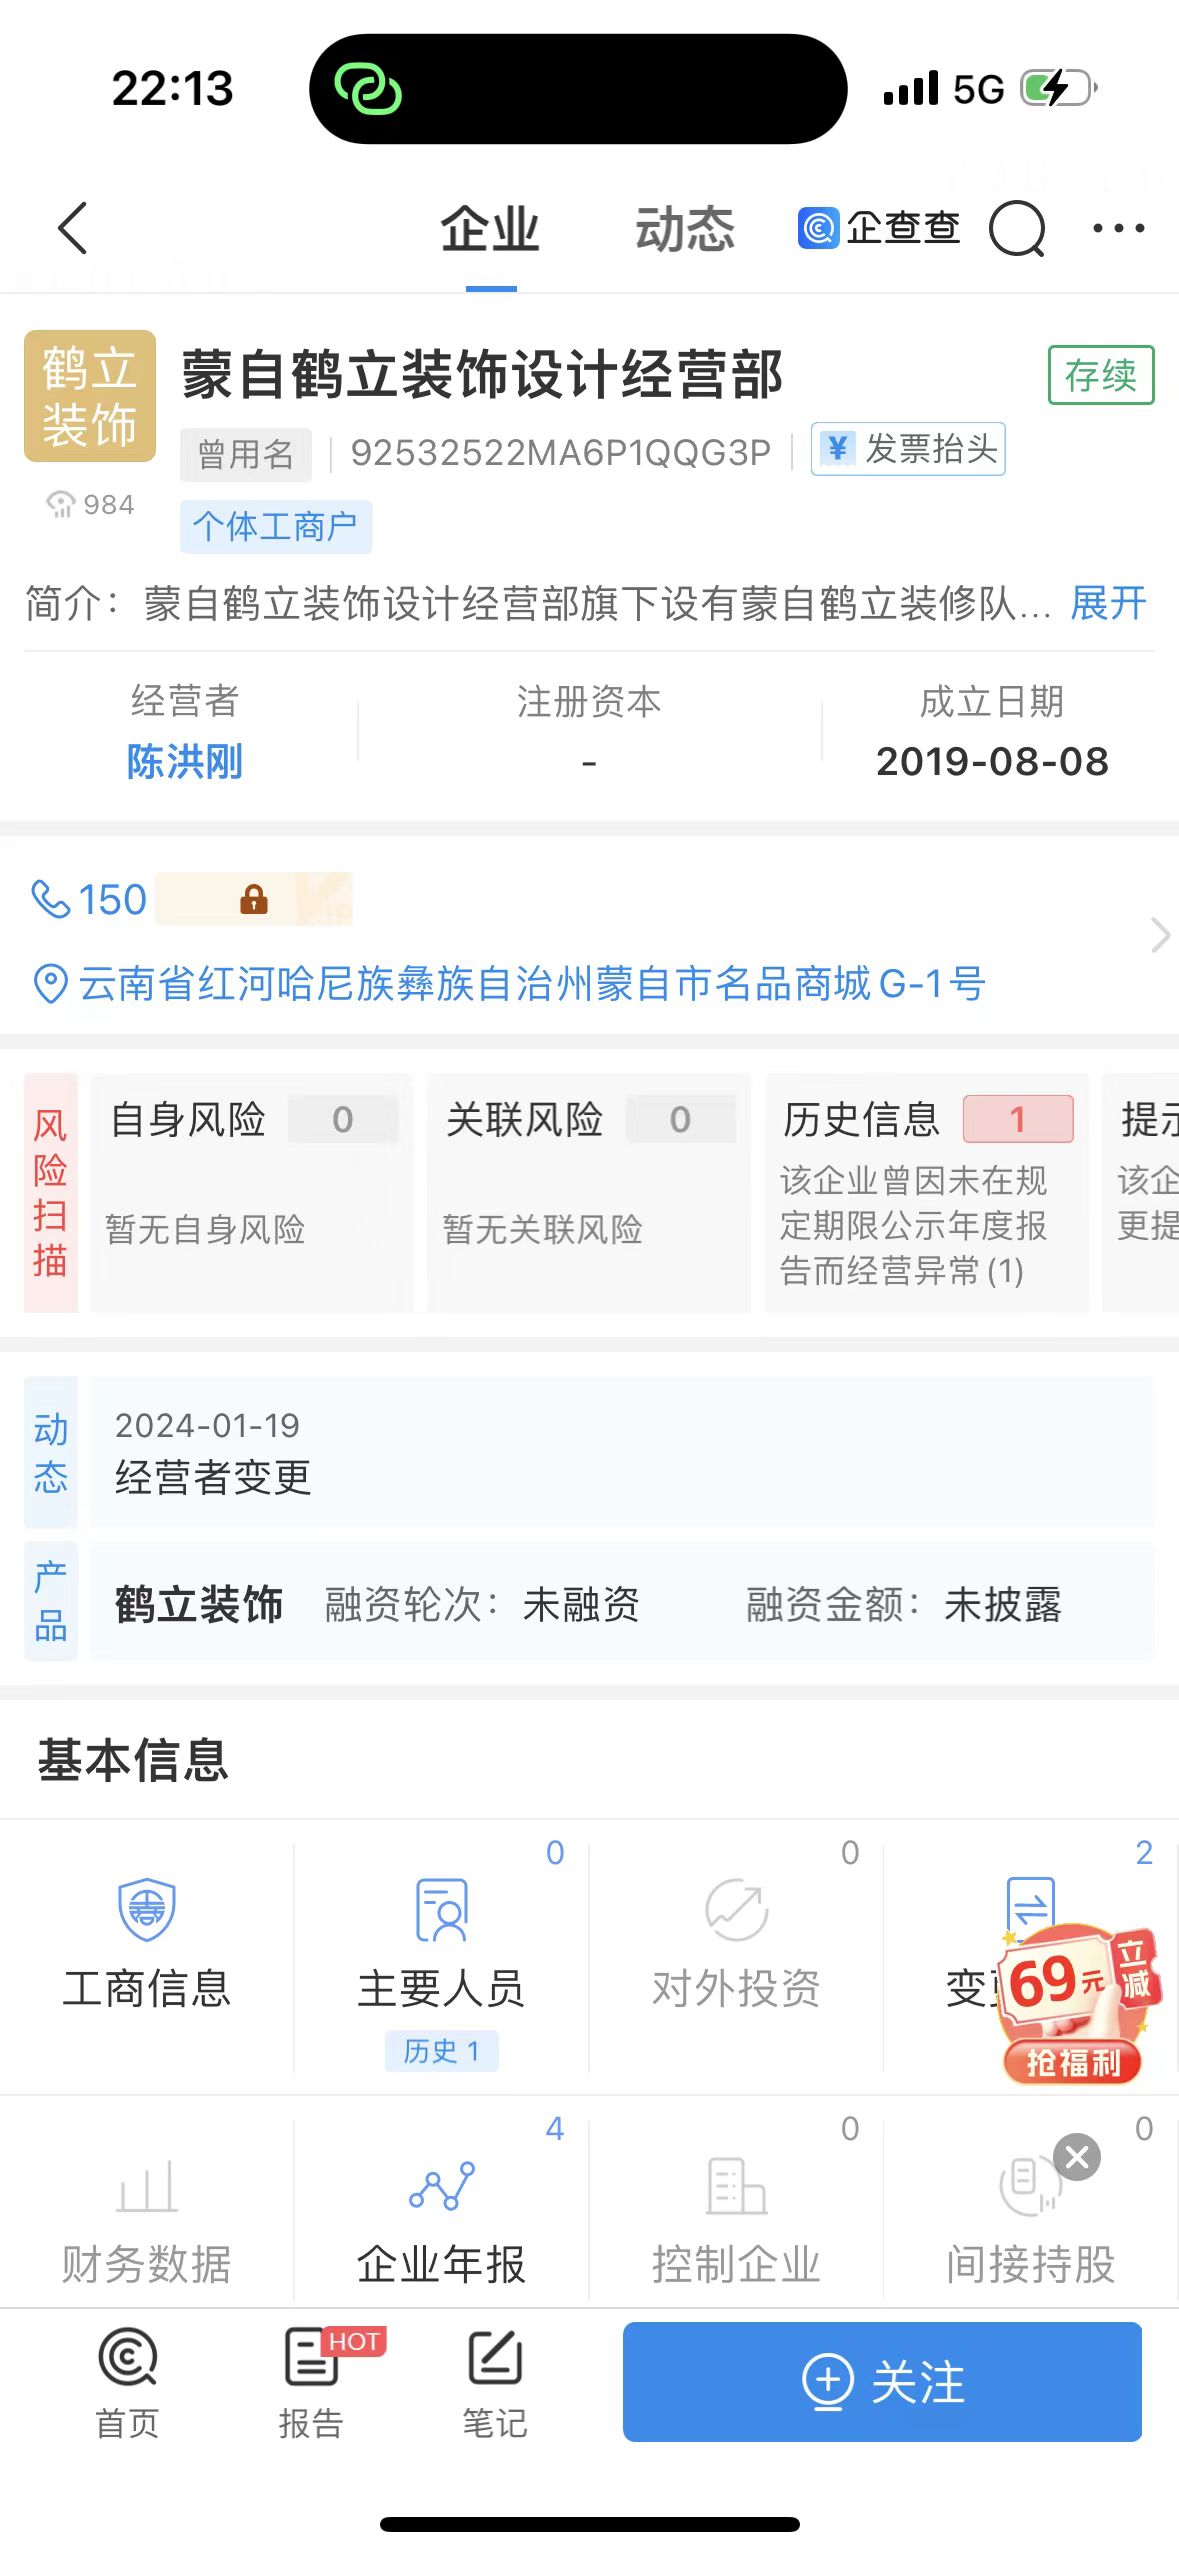 22:13
5G
企业
动态
企查查
鹤立
装饰
蒙自鹤立装饰设计经营部
存续
曾用名
92532522MA6P1QQG3P
¥ 发票抬头
984
个体工商户
简介：蒙自鹤立装饰设计经营部旗下设有蒙自鹤立装修队... 展开
经营者
注册资本
成立日期
陈洪刚
-
2019-08-08
150
云南省红河哈尼族彝族自治州蒙自市名品商城G-1号
风险扫描
自身风险 0
暂无自身风险
关联风险 0
暂无关联风险
历史信息 1
该企业曾因未在规
定期限公示年度报
告而经营异常(1)
提示
该企
更提
动态
2024-01-19
经营者变更
产品
鹤立装饰 融资轮次：未融资 融资金额：未披露
基本信息
工商信息
0
主要人员
历史 1
0
对外投资
2
变
69元
立减
抢福利
财务数据
4
企业年报
0
控制企业
0
间接持股
首页
HOT
报告
笔记
关注